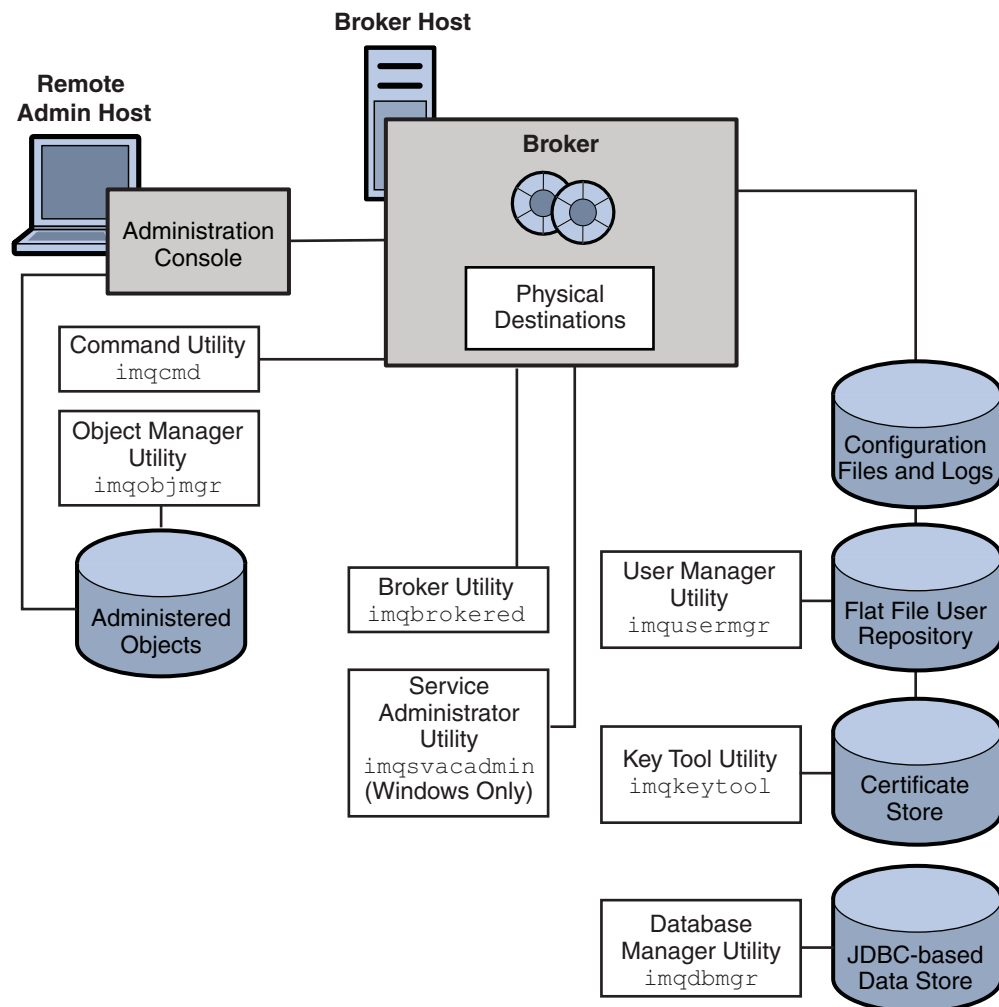 Broker Host
Remote
Admin Host
Broker
Administration
Console
Physical
Destinations
Command Utility
imqcmd
Object Manager
Utility
imqobjmgr
Administered
Objects
Broker Utility
imqbrokered
Service
Administrator
Utility
imqsvacadmin
(Windows Only)
Configuration
Files and Logs
User Manager
Utility
imqusermgr
Flat File User
Repository
Key Tool Utility
imqkeytool
Certificate
Store
Database
Manager Utility
imqdbmgr
JDBC-based
Data Store